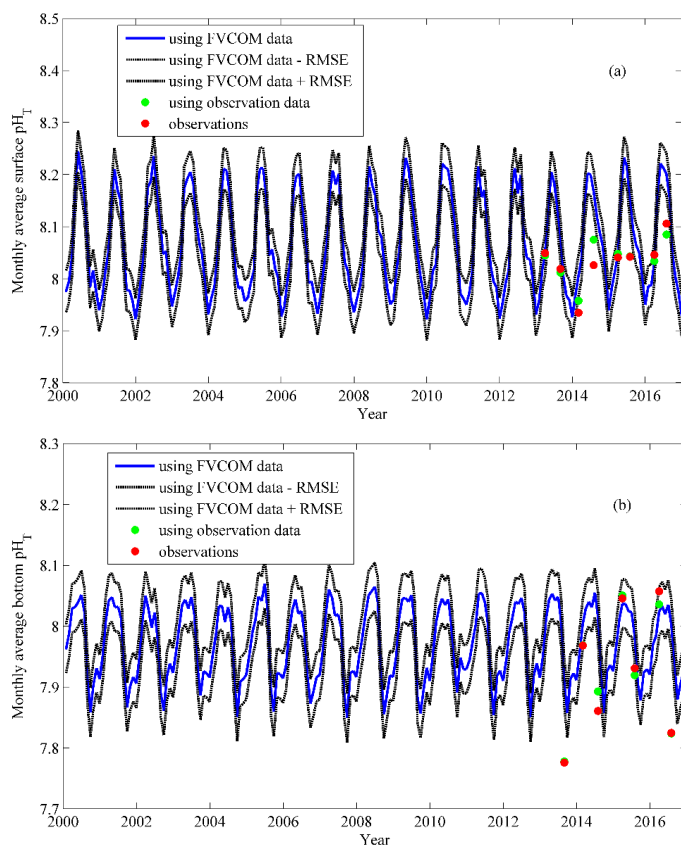 8.5
using FVCOM data
using FVCOM data - RMSE
using FVCOM data + RMSE
using observation data
observations
(a)
8.4
8.3
8.2
8.1
8
7.9
7.8
Monthly average surface pH_T
2000 2002 2004 2006 2008 2010 2012 2014 2016
Year
8.3
using FVCOM data
using FVCOM data - RMSE
using FVCOM data + RMSE
using observation data
observations
(b)
8.2
8.1
8
7.9
7.8
7.7
Monthly average bottom pH_T
2000 2002 2004 2006 2008 2010 2012 2014 2016
Year